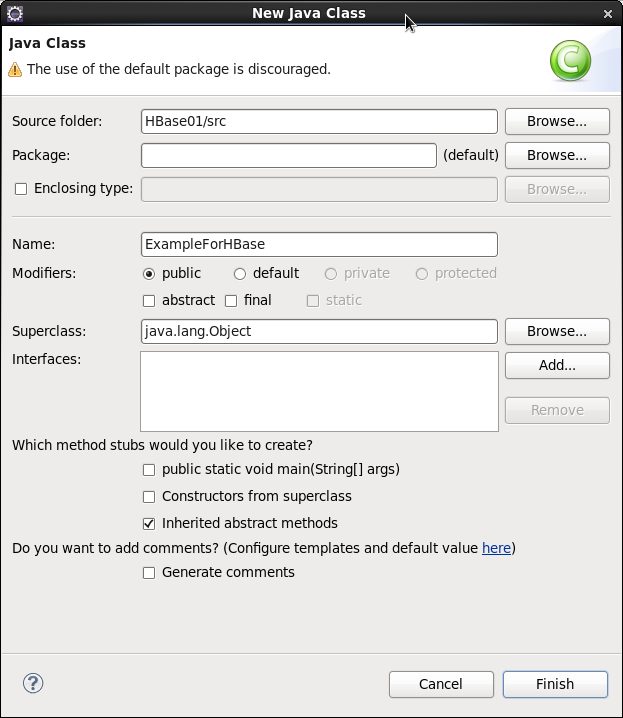 New Java Class
Java Class
The use of the default package is discouraged.
Source folder: HBase01/src Browse...
Package: (default) Browse...
Enclosing type: Browse...
Name: ExampleForHBase
Modifiers: public default private protected
abstract final static
Superclass: java.lang.Object Browse...
Interfaces: Add...
Remove
Which method stubs would you like to create?
public static void main(String[] args)
Constructors from superclass
Inherited abstract methods
Do you want to add comments? (Configure templates and default value here)
Generate comments
? Cancel Finish